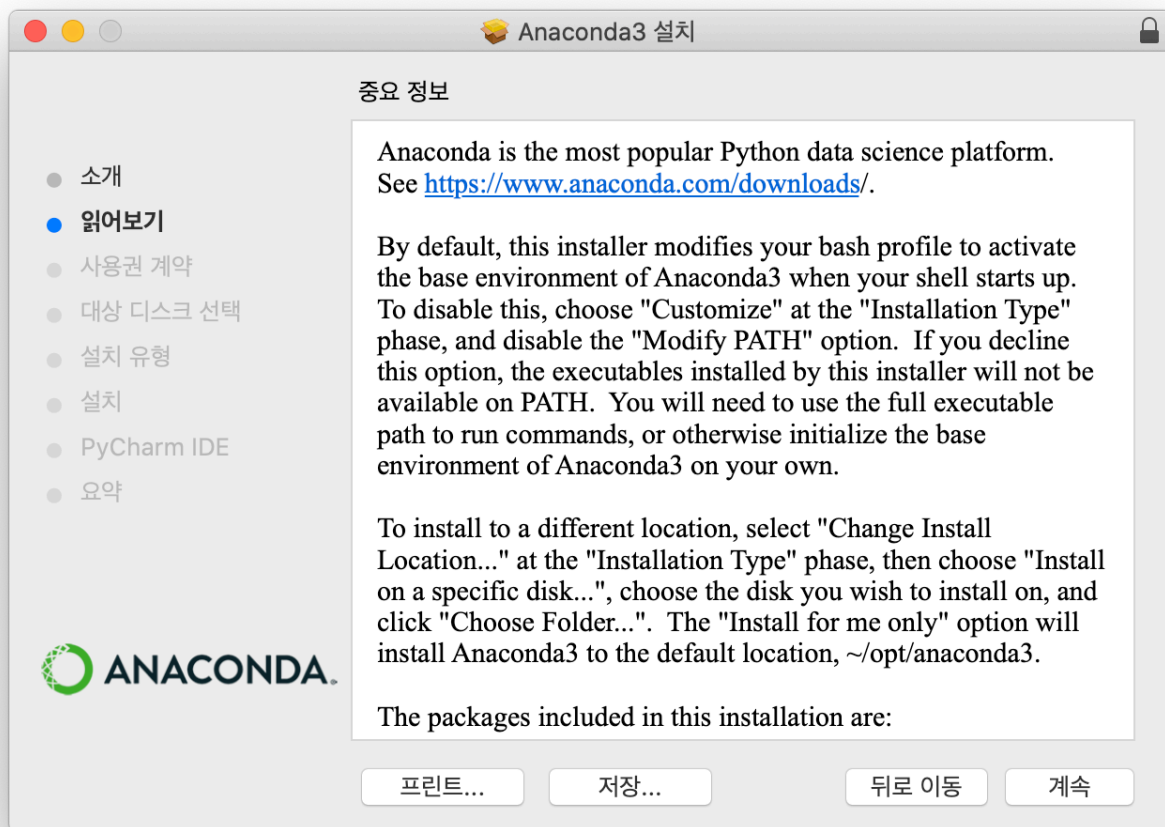 Anaconda3 설치
중요 정보
소개
읽어보기
사용권 계약
대상 디스크 선택
설치 유형
설치
PyCharm IDE
요약
ANACONDA.
Anaconda is the most popular Python data science platform.
See https://www.anaconda.com/downloads/.
By default, this installer modifies your bash profile to activate
the base environment of Anaconda3 when your shell starts up.
To disable this, choose "Customize" at the "Installation Type"
phase, and disable the "Modify PATH" option.  If you decline
this option, the executables installed by this installer will not be
available on PATH.  You will need to use the full executable
path to run commands, or otherwise initialize the base
environment of Anaconda3 on your own.
To install to a different location, select "Change Install
Location..." at the "Installation Type" phase, then choose "Install
on a specific disk...", choose the disk you wish to install on, and
click "Choose Folder...".  The "Install for me only" option will
install Anaconda3 to the default location, ~/opt/anaconda3.
The packages included in this installation are:
프린트...
저장...
뒤로 이동
계속